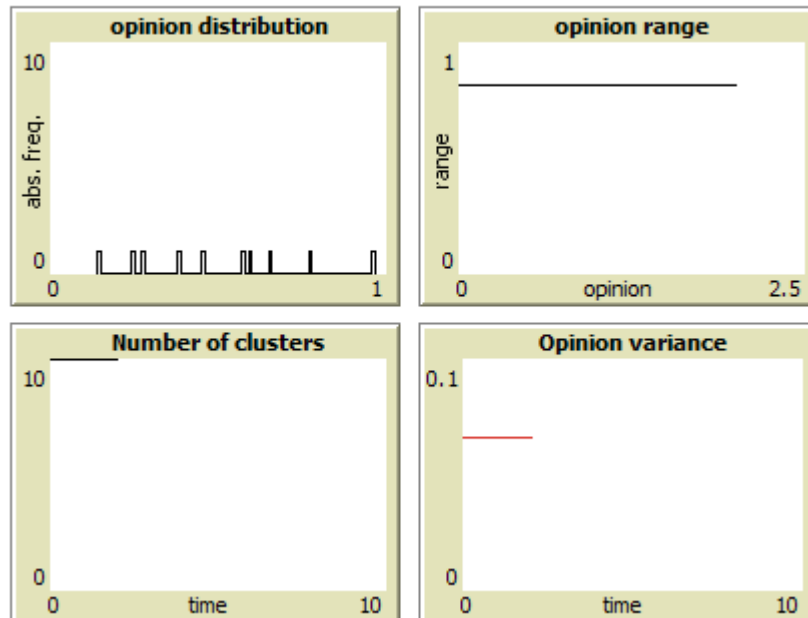 opinion distribution
10
abs. freq.
0
0
1
opinion range
1
range
0
0
opinion
2.5
Number of clusters
10
0
0
time
10
Opinion variance
0.1
0
0
time
10